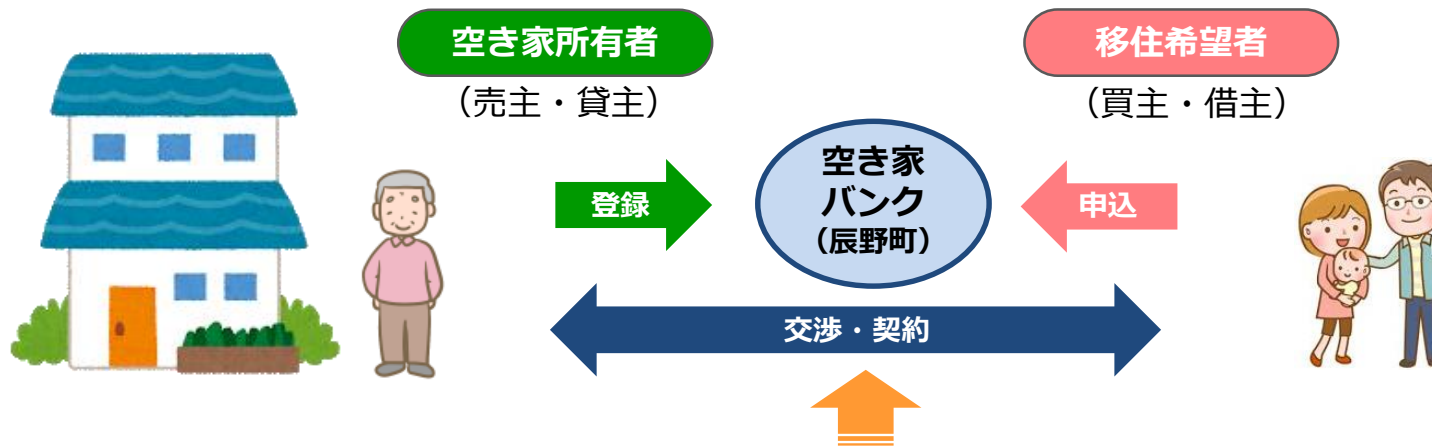 空き家所有者
(売主・貸主)
移住希望者
(買主・借主)
空き家
バンク
(辰野町)
登録
申込
交渉・契約